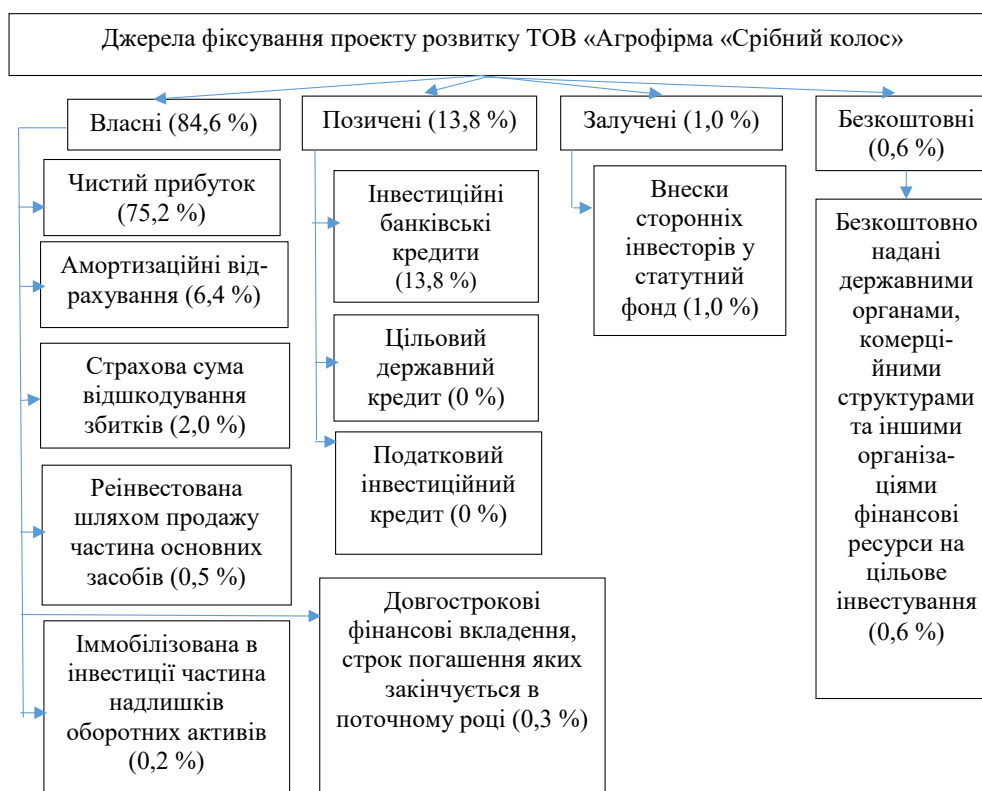 Джерела фіксування проекту розвитку ТОВ «Агрофірма «Срібний колос»
Власні (84,6 %)
Чистий прибуток
(75,2 %)
Амортизаційні від-
рахування (6,4 %)
Страхова сума
відшкодування
збитків (2,0 %)
Реінвестована
шляхом продажу
частина основних
засобів (0,5 %)
Іммобілізована в
інвестиції частина
надлишків
оборотних активів
(0,2 %)
Довгострокові
фінансові вкладення,
строк погашення яких
закінчується в
поточному році (0,3 %)
Позичені (13,8 %)
Інвестиційні
банківські
кредити
(13,8 %)
Цільовий
державний
кредит (0 %)
Податковий
інвестиційний
кредит (0 %)
Залучені (1,0 %)
Внески
сторонніх
інвесторів у
статутний
фонд (1,0 %)
Безкоштовні
(0,6 %)
Безкоштовно
надані
державними
органами,
комерці-
йними
структурами
та іншими
організа-
ціями
фінансові
ресурси на
цільове
інвестування
(0,6 %)